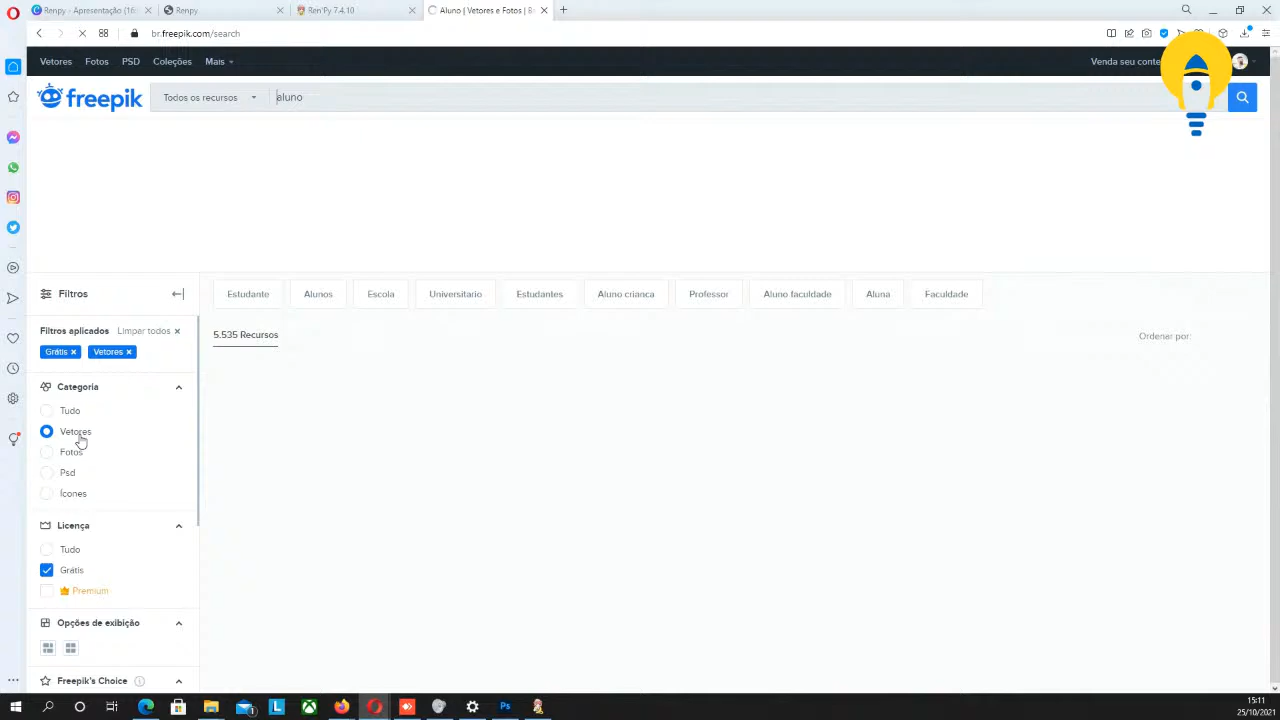 Renpy - Apresentação (16:
Renpy
Ren'Py 7.4.10
Aluno | Vetores e Fotos | B
br.freepik.com/search
Vetores Fotos PSD Coleções Mais
Venda seu conte
freepik
Todos os recursos
aluno
Filtros
Estudante Alunos Escola Universitario Estudantes Aluno crianca Professor Aluno faculdade Aluna Faculdade
Filtros aplicados Limpar todos ×
5.535 Recursos
Ordenar por:
Grátis × Vetores ×
Categoria
Tudo
Vetores
Fotos
Psd
Ícones
Licença
Tudo
Grátis
Premium
Opções de exibição
Freepik's Choice
15:11
25/10/2021